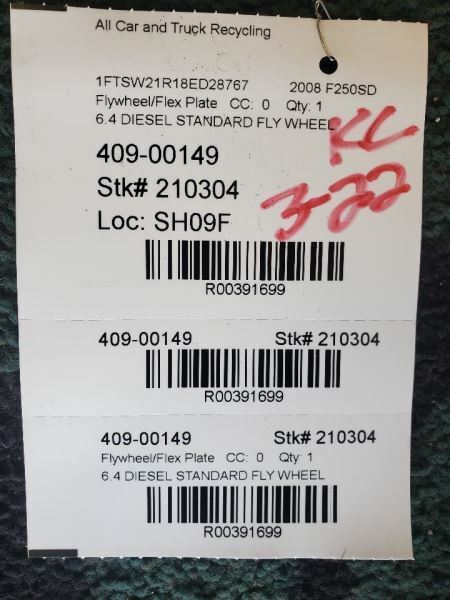 All Car and Truck Recycling
1FTSW21R18ED28767 2008 F250SD
Flywheel/Flex Plate CC: 0 Qty: 1
6.4 DIESEL STANDARD FLY WHEEL
KC
409-00149
Stk# 210304
3-22
Loc: SH09F
R00391699
409-00149 Stk# 210304
R00391699
409-00149 Stk# 210304
Flywheel/Flex Plate CC: 0 Qty: 1
6.4 DIESEL STANDARD FLY WHEEL
R00391699